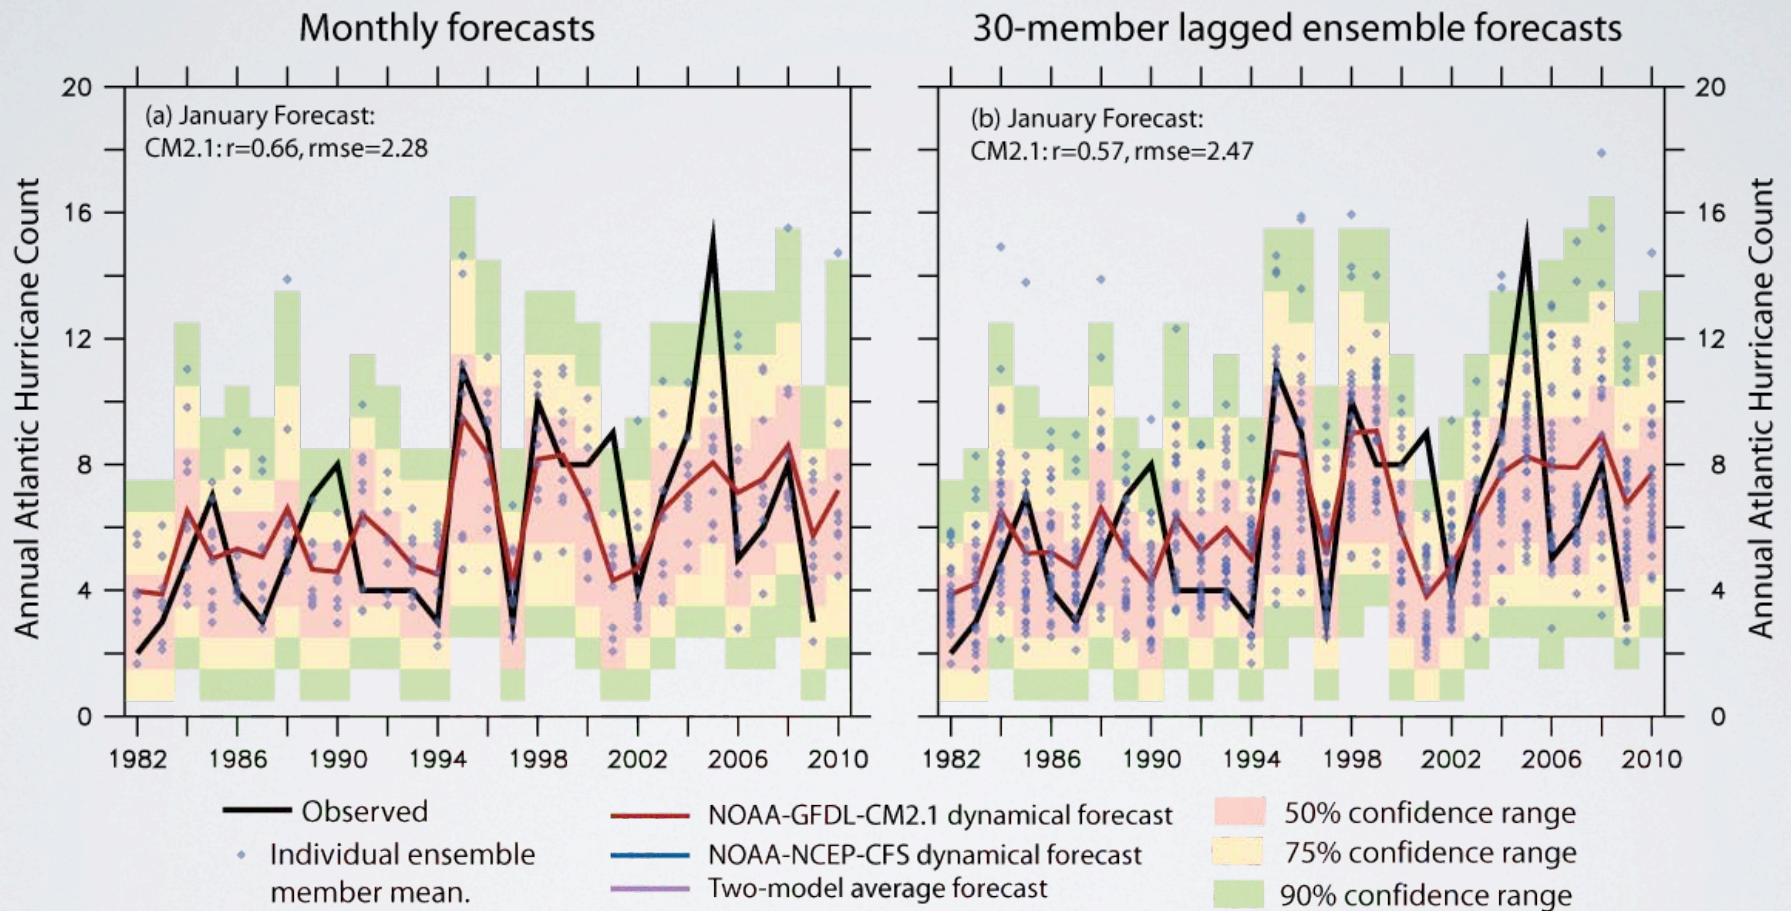 Monthly forecasts
30-member lagged ensemble forecasts
(a) January Forecast:
CM2.1: r=0.66, rmse=2.28
(b) January Forecast:
CM2.1: r=0.57, rmse=2.47
Annual Atlantic Hurricane Count
20
16
12
8
4
0
1982 1986 1990 1994 1998 2002 2006 2010
20
16
12
8
4
0
Annual Atlantic Hurricane Count
1982 1986 1990 1994 1998 2002 2006 2010
Observed
Individual ensemble
member mean.
NOAA-GFDL-CM2.1 dynamical forecast
NOAA-NCEP-CFS dynamical forecast
Two-model average forecast
50% confidence range
75% confidence range
90% confidence range